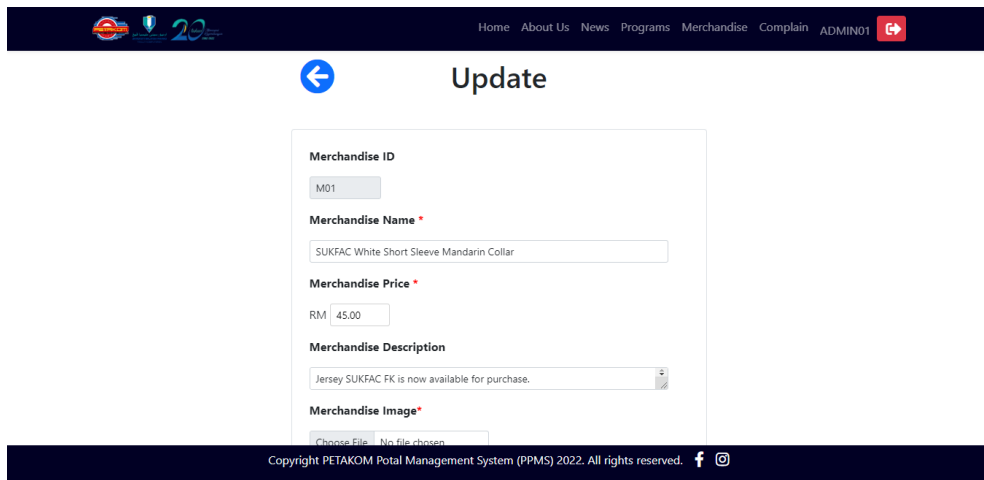 Home About Us News Programs Merchandise Complain ADMIN01
Update
Merchandise ID
M01
Merchandise Name *
SUKFAC White Short Sleeve Mandarin Collar
Merchandise Price *
RM 45.00
Merchandise Description
Jersey SUKFAC FK is now available for purchase.
Merchandise Image*
Choose File No file chosen
Copyright PETAKOM Potal Management System (PPMS) 2022. All rights reserved.